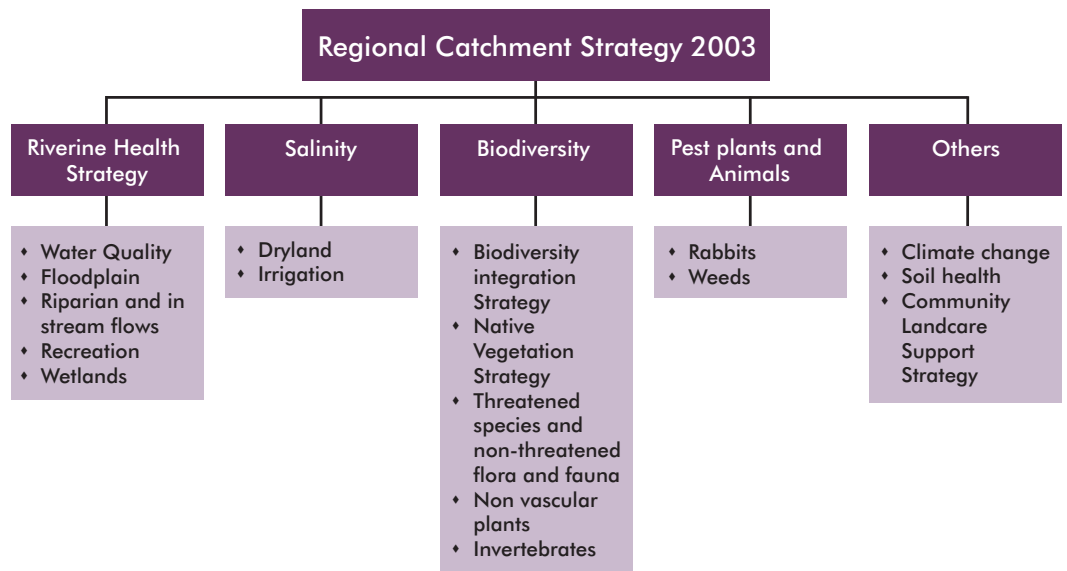 Regional Catchment Strategy 2003
Riverine Health
Strategy
♦ Water Quality
♦ Floodplain
♦ Riparian and in
stream flows
♦ Recreation
♦ Wetlands
Salinity
♦ Dryland
♦ Irrigation
Biodiversity
♦ Biodiversity
integration
Strategy
♦ Native
Vegetation
Strategy
♦ Threatened
species and
non-threatened
flora and fauna
♦ Non vascular
plants
♦ Invertebrates
Pest plants and
Animals
♦ Rabbits
♦ Weeds
Others
♦ Climate change
♦ Soil health
♦ Community
Landcare
Support
Strategy